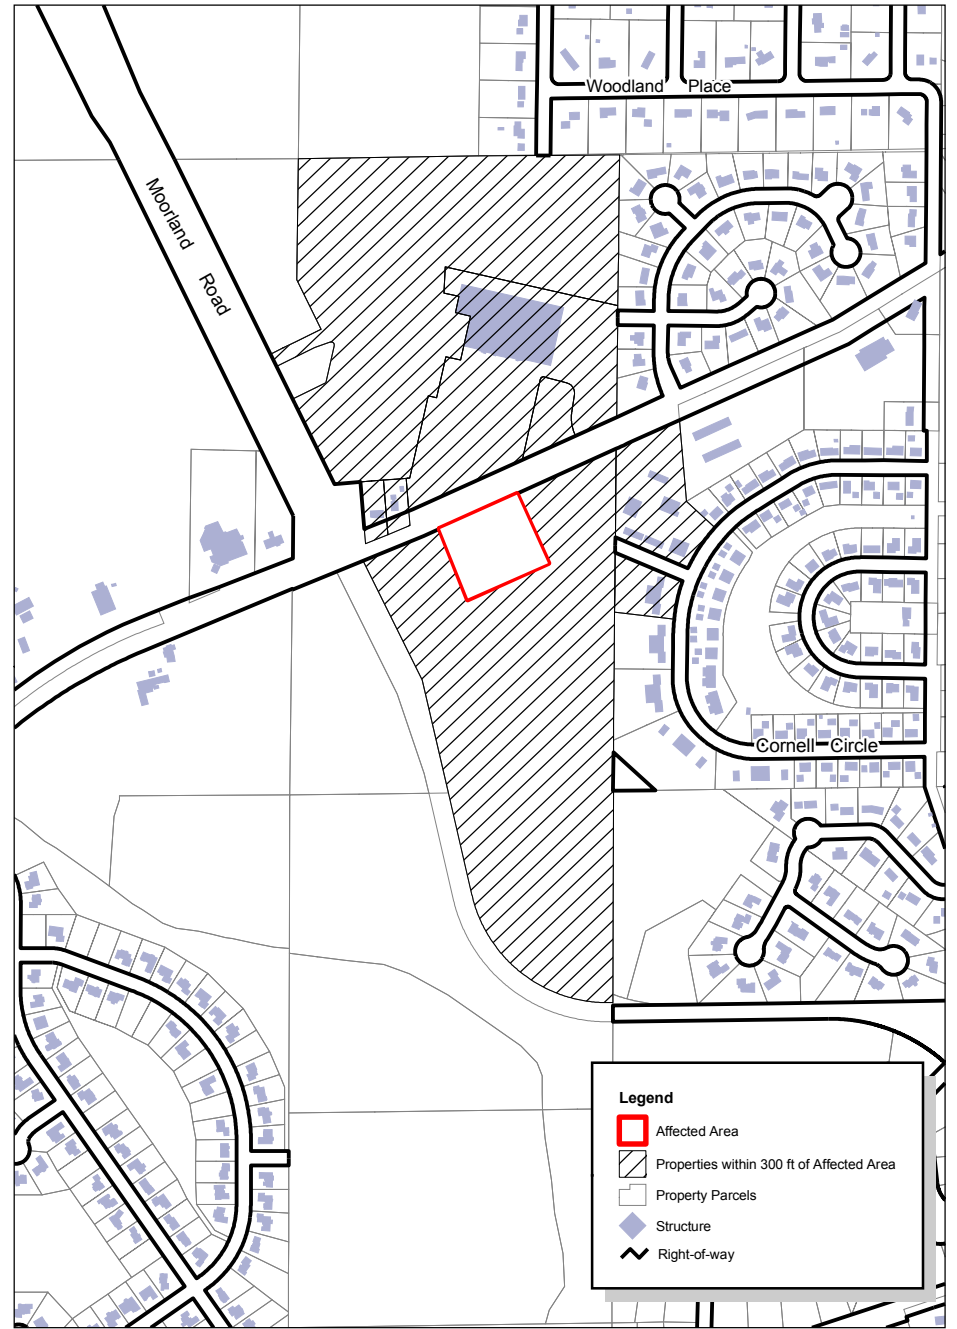 Woodland Place
Moorland Road
Cornell Circle
Legend
Affected Area
Properties within 300 ft of Affected Area
Property Parcels
Structure
Right-of-way